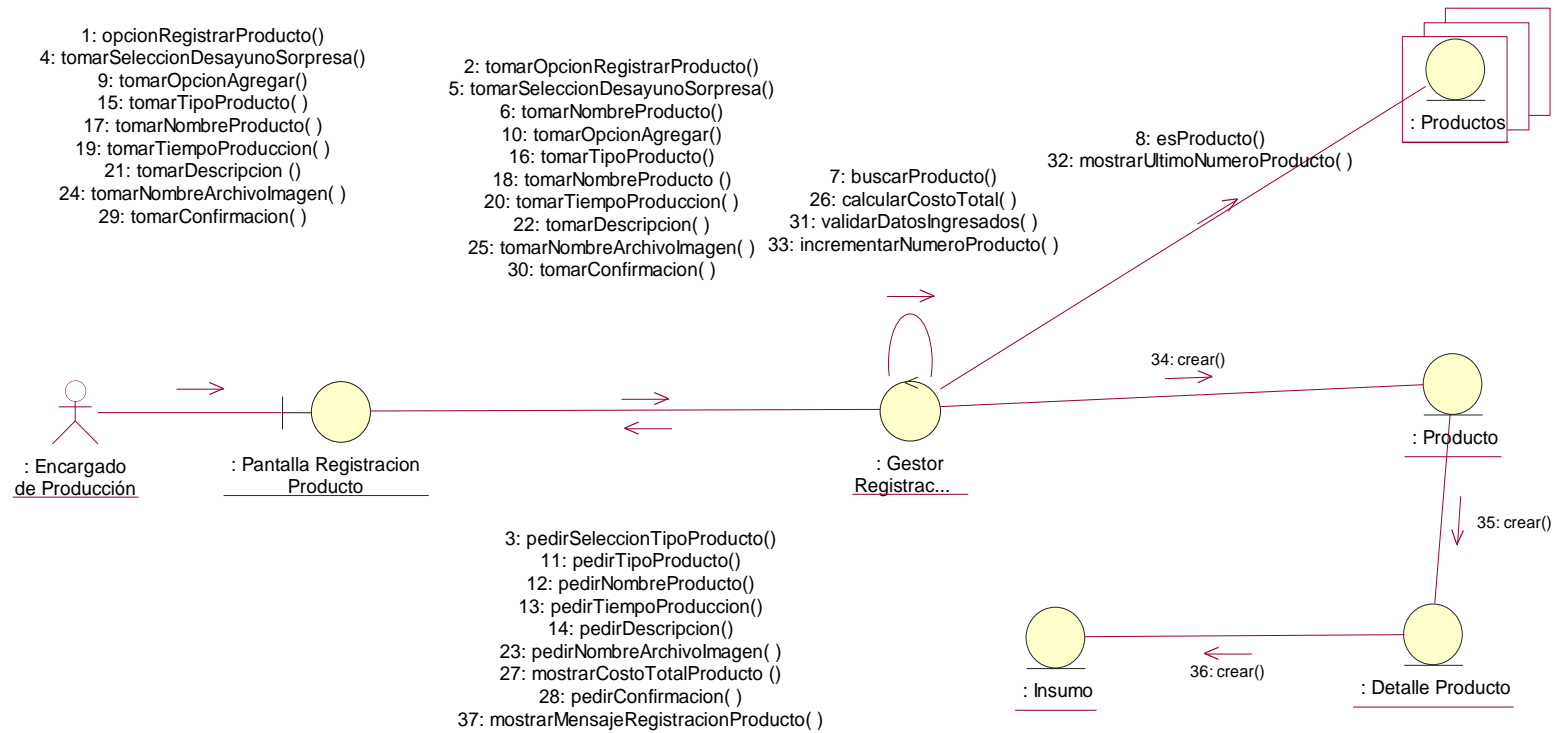 1: opcionRegistrarProducto()
4: tomarSeleccionDesayunoSorpresa()
9: tomarOpcionAgregar()
15: tomarTipoProducto( )
17: tomarNombreProducto( )
19: tomarTiempoProduccion( )
21: tomarDescripcion ()
24: tomarNombreArchivoImagen( )
29: tomarConfirmacion( )
2: tomarOpcionRegistrarProducto()
5: tomarSeleccionDesayunoSorpresa()
6: tomarNombreProducto()
10: tomarOpcionAgregar()
16: tomarTipoProducto()
18: tomarNombreProducto ()
20: tomarTiempoProduccion( )
22: tomarDescripcion( )
25: tomarNombreArchivoImagen( )
30: tomarConfirmacion( )
7: buscarProducto()
26: calcularCostoTotal( )
31: validarDatosIngresados( )
33: incrementarNumeroProducto( )
8: esProducto()
32: mostrarUltimoNumeroProducto( )
: Productos
34: crear()
: Encargado
de Producción
: Pantalla Registracion
Producto
: Gestor
Registrac...
: Producto
35: crear()
3: pedirSeleccionTipoProducto()
11: pedirTipoProducto()
12: pedirNombreProducto()
13: pedirTiempoProduccion()
14: pedirDescripcion()
23: pedirNombreArchivoImagen( )
27: mostrarCostoTotalProducto ()
28: pedirConfirmacion( )
37: mostrarMensajeRegistracionProducto( )
36: crear()
: Insumo
: Detalle Producto